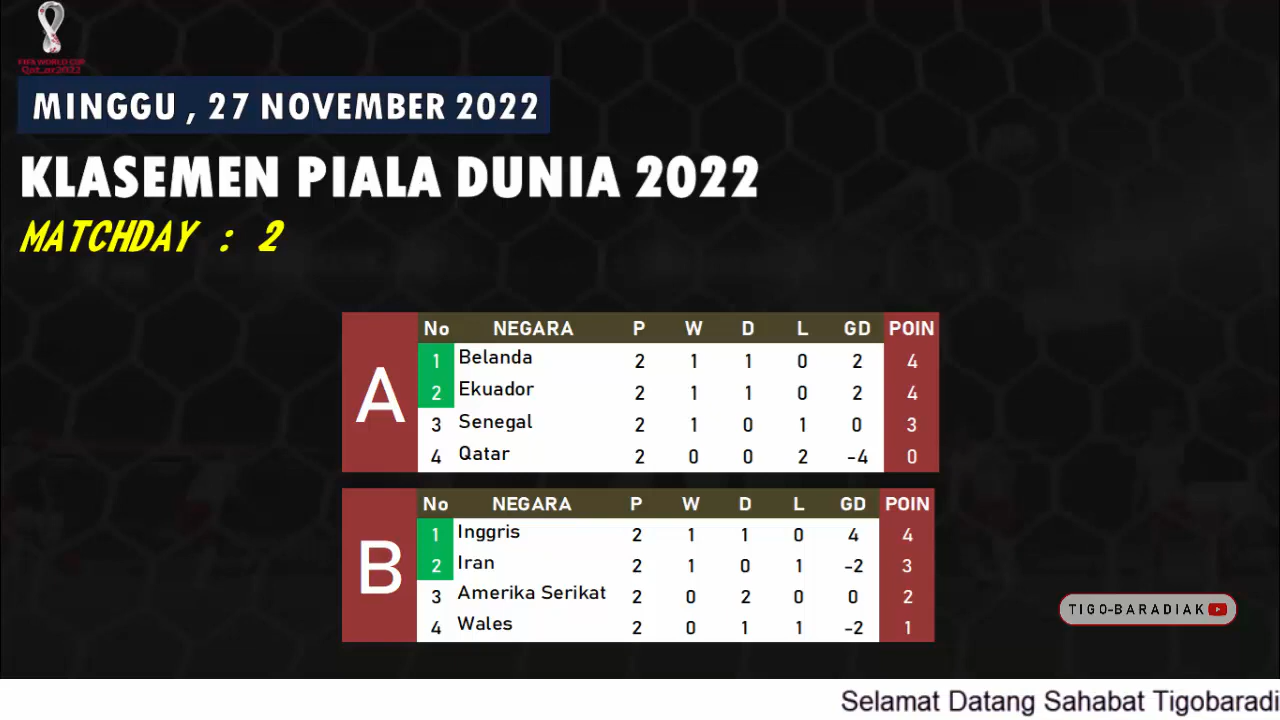 FIFA WORLD CUP
Qat_ar2022
MINGGU , 27 NOVEMBER 2022
KLASEMEN PIALA DUNIA 2022
MATCHDAY : 2
A
No NEGARA P W D L GD POIN
1 Belanda 2 1 1 0 2 4
2 Ekuador 2 1 1 0 2 4
3 Senegal 2 1 0 1 0 3
4 Qatar 2 0 0 2 -4 0
B
No NEGARA P W D L GD POIN
1 Inggris 2 1 1 0 4 4
2 Iran 2 1 0 1 -2 3
3 Amerika Serikat 2 0 2 0 0 2
4 Wales 2 0 1 1 -2 1
TIGO-BARADIAK
Selamat Datang Sahabat Tigobaradi